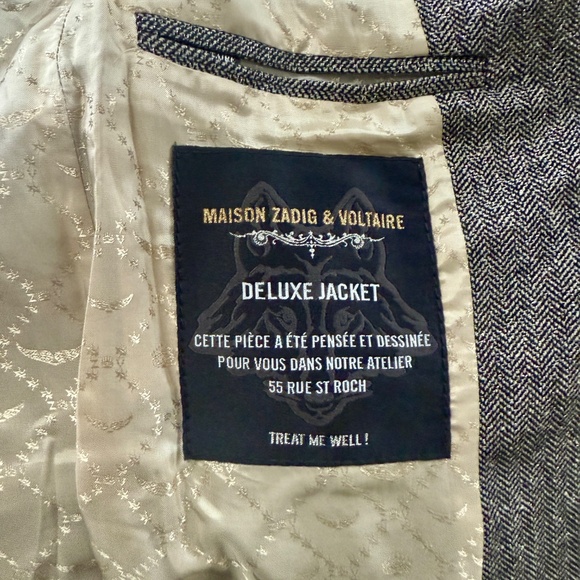 MAISON ZADIG & VOLTAIRE
DELUXE JACKET
CETTE PIÈCE A ÉTÉ PENSÉE ET DESSINÉE
POUR VOUS DANS NOTRE ATELIER
55 RUE ST ROCH
TREAT ME WELL !